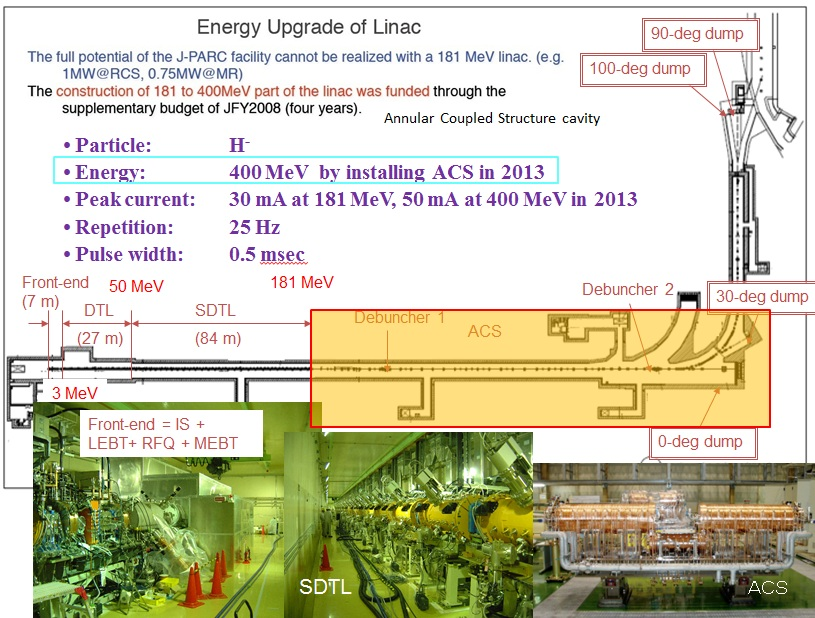 Energy Upgrade of Linac
The full potential of the J-PARC facility cannot be realized with a 181 MeV linac. (e.g.
1MW@RCS, 0.75MW@MR)
The construction of 181 to 400MeV part of the linac was funded through the
supplementary budget of JFY2008 (four years).
Annular Coupled Structure cavity
90-deg dump
100-deg dump
• Particle: H-
• Energy: 400 MeV by installing ACS in 2013
• Peak current: 30 mA at 181 MeV, 50 mA at 400 MeV in 2013
• Repetition: 25 Hz
• Pulse width: 0.5 msec
Front-end
(7 m)
50 MeV
181 MeV
DTL
(27 m)
SDTL
(84 m)
Debuncher 1
ACS
Debuncher 2
30-deg dump
3 MeV
0-deg dump
Front-end = IS +
LEBT+ RFQ + MEBT
SDTL
ACS